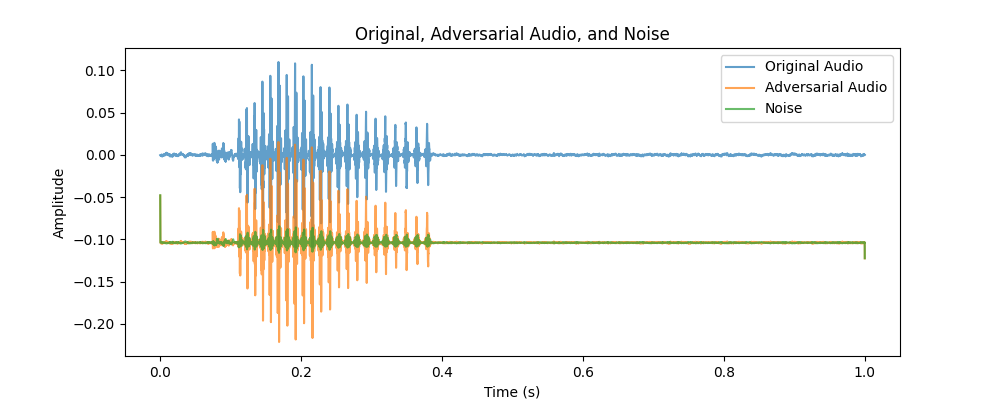 Original, Adversarial Audio, and Noise
Original Audio
Adversarial Audio
Noise
Amplitude
0.10
0.05
0.00
−0.05
−0.10
−0.15
−0.20
0.0 0.2 0.4 0.6 0.8 1.0
Time (s)